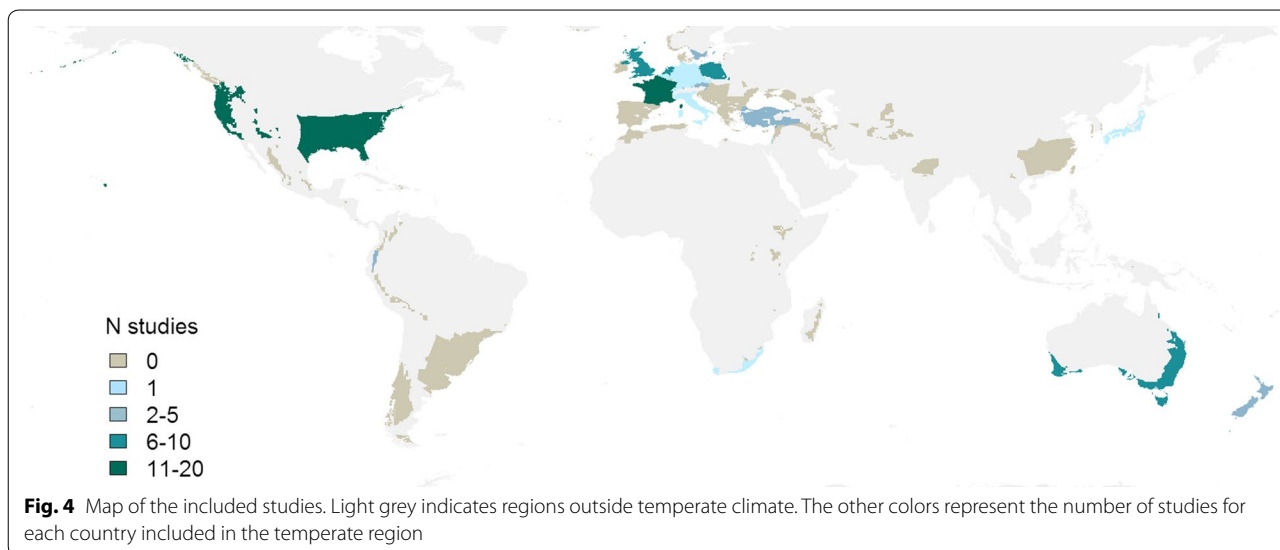 N studies
0
1
2-5
6-10
11-20
Fig. 4 Map of the included studies. Light grey indicates regions outside temperate climate. The other colors represent the number of studies for
each country included in the temperate region